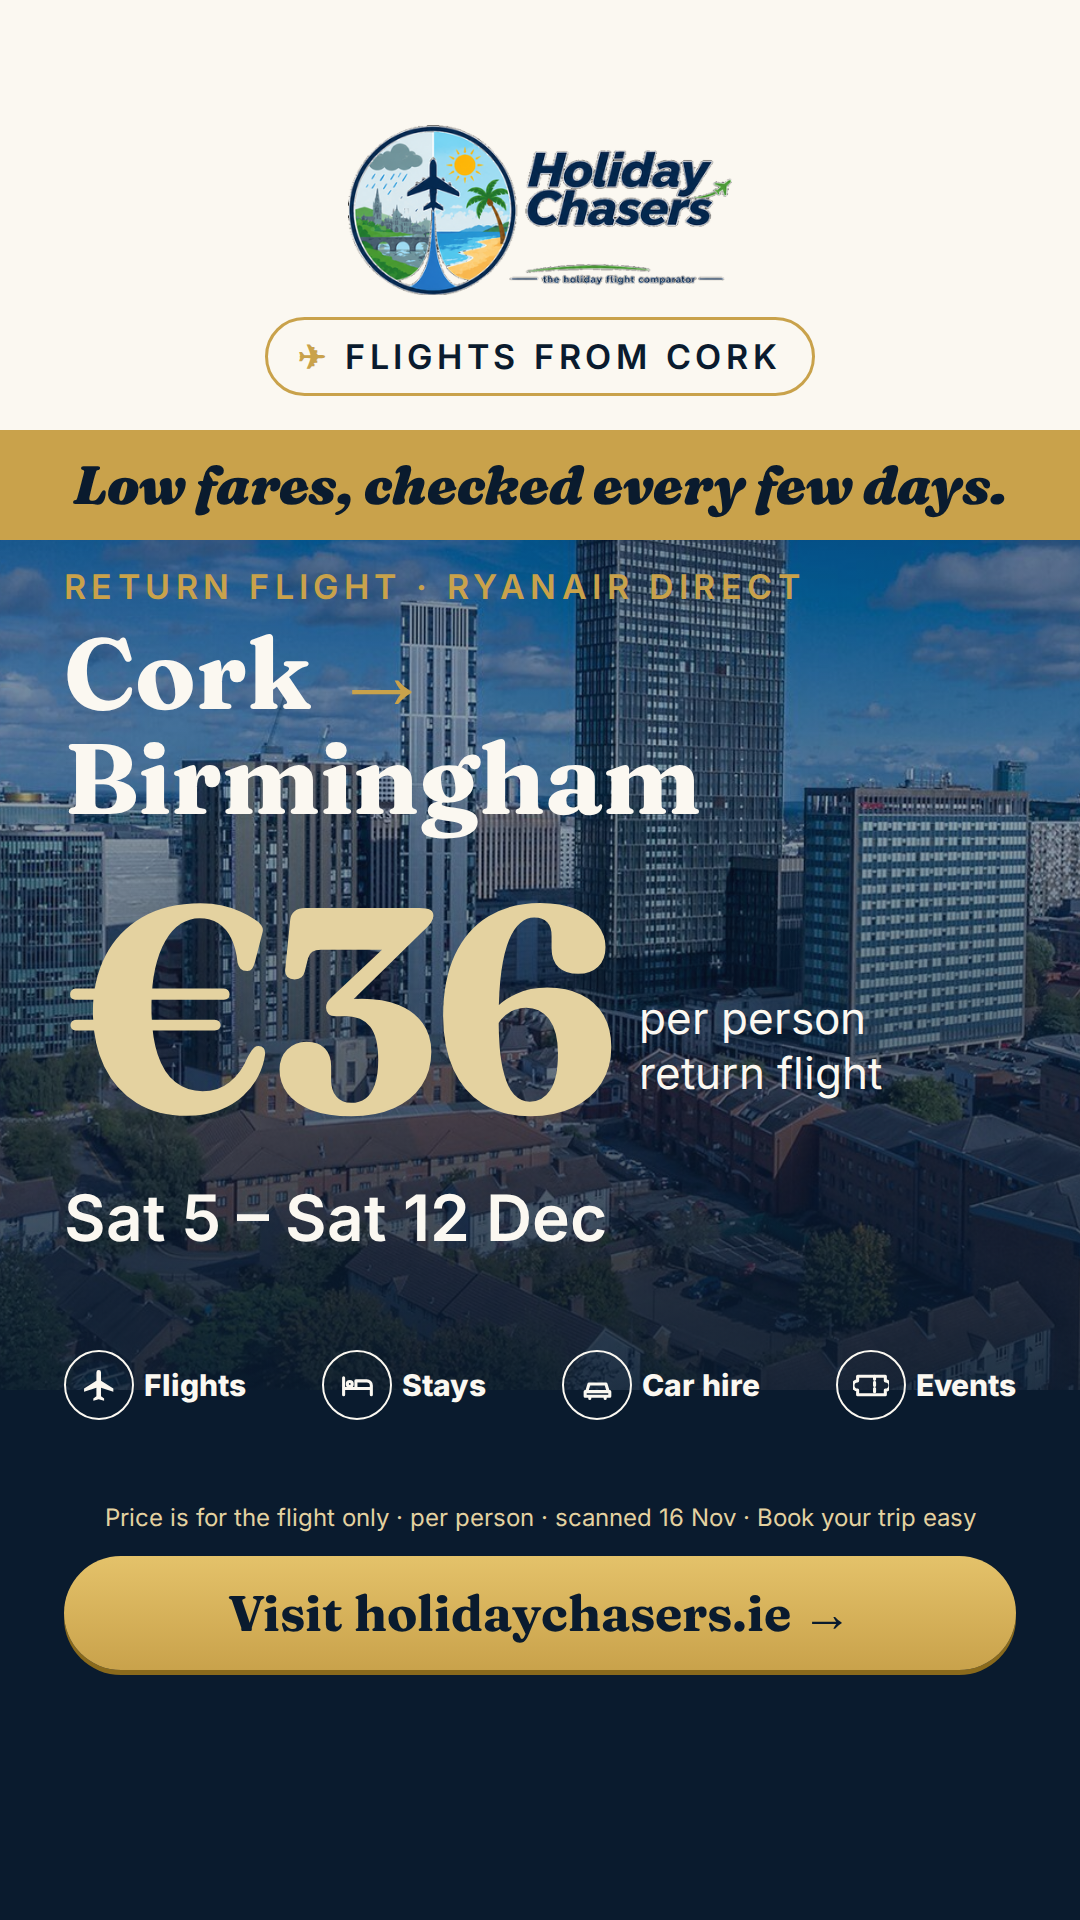 Holiday
Chasers
the holiday flight comparator
✈ FLIGHTS FROM CORK
Low fares, checked every few days.
RETURN FLIGHT · RYANAIR DIRECT
Cork →
Birmingham
€36
per person
return flight
Sat 5 – Sat 12 Dec
Flights
Stays
Car hire
Events
Price is for the flight only · per person · scanned 16 Nov · Book your trip easy
Visit holidaychasers.ie →